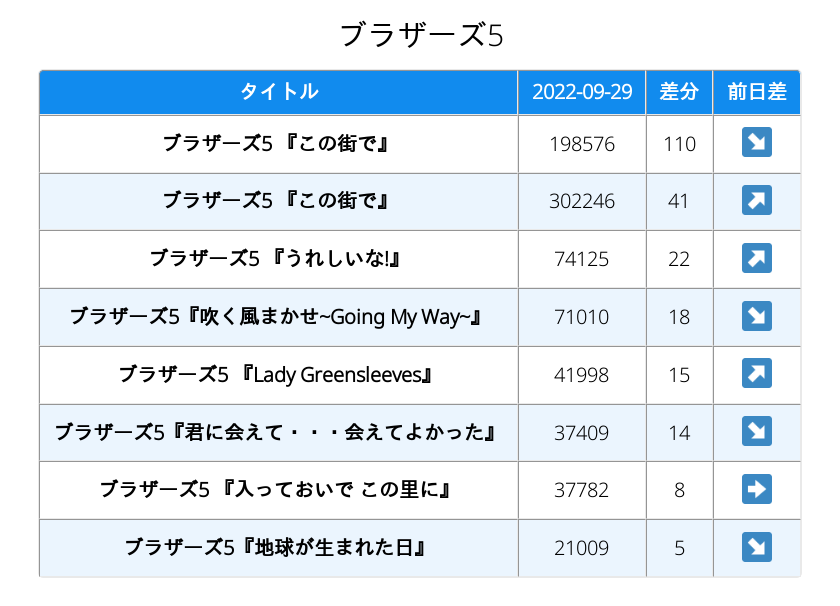 ブラザーズ5
タイトル 2022-09-29 差分 前日差
ブラザーズ5 『この街で』 198576 110 ↘
ブラザーズ5 『この街で』 302246 41 ↗
ブラザーズ5 『うれしいな!』 74125 22 ↗
ブラザーズ5『吹く風まかせ~Going My Way~』 71010 18 ↘
ブラザーズ5 『Lady Greensleeves』 41998 15 ↗
ブラザーズ5『君に会えて・・・会えてよかった』 37409 14 ↘
ブラザーズ5 『入っておいで この里に』 37782 8 ➡
ブラザーズ5『地球が生まれた日』 21009 5 ↘